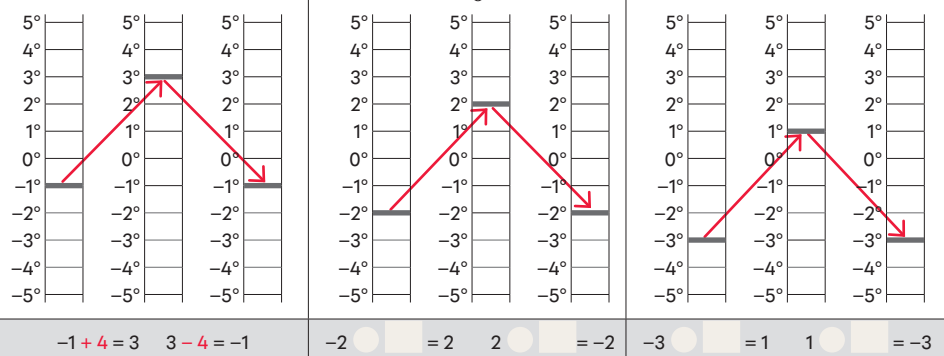 5° 5° 5° 5° 5° 5° 5° 5° 5°
4° 4° 4° 4° 4° 4° 4° 4° 4°
3° 3° 3° 3° 3° 3° 3° 3° 3°
2° 2° 2° 2° 2° 2° 2° 2° 2°
1° 1° 1° 1° 1° 1° 1° 1° 1°
0° 0° 0° 0° 0° 0° 0° 0° 0°
–1° –1° –1° –1° –1° –1° –1° –1° –1°
–2° –2° –2° –2° –2° –2° –2° –2° –2°
–3° –3° –3° –3° –3° –3° –3° –3° –3°
–4° –4° –4° –4° –4° –4° –4° –4° –4°
–5° –5° –5° –5° –5° –5° –5° –5° –5°
–1 + 4 = 3 3 – 4 = –1 –2 = 2 2 = –2 –3 = 1 1 = –3